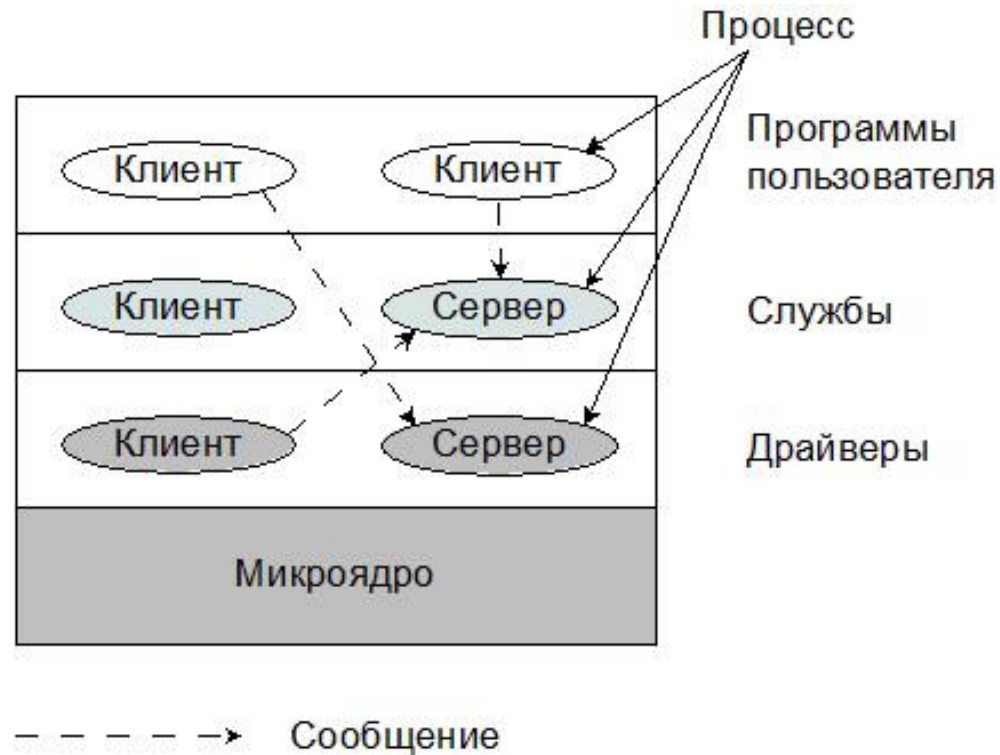 Процесс
Программы
пользователя
Клиент Клиент
Клиент Сервер
Службы
Клиент Сервер
Драйверы
Микроядро
Сообщение